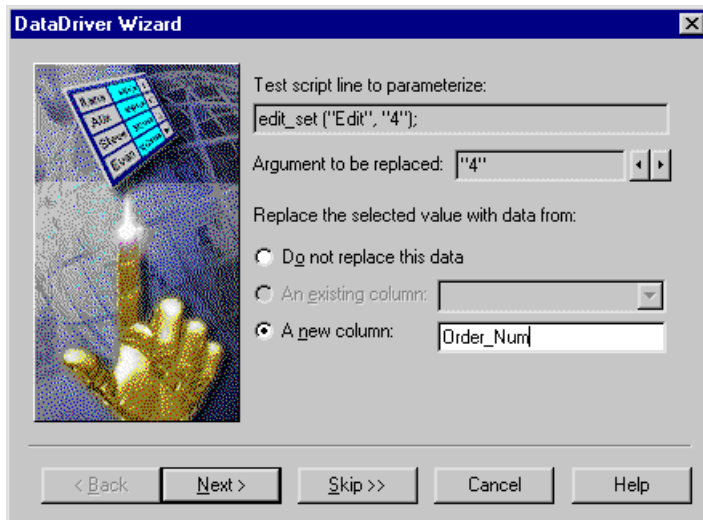 DataDriver Wizard
Test script line to parameterize:
edit_set ("Edit", "4");
Argument to be replaced: "4"
Replace the selected value with data from:
Do not replace this data
An existing column:
A new column: Order_Num
< Back Next > Skip >> Cancel Help